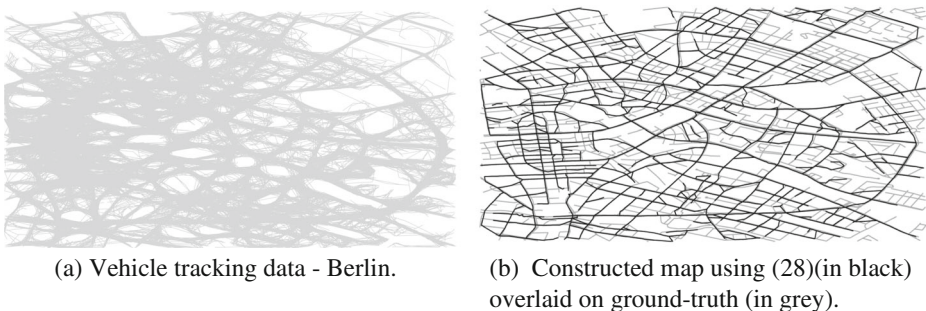 (a) Vehicle tracking data - Berlin.
(b) Constructed map using (28)(in black)
overlaid on ground-truth (in grey).